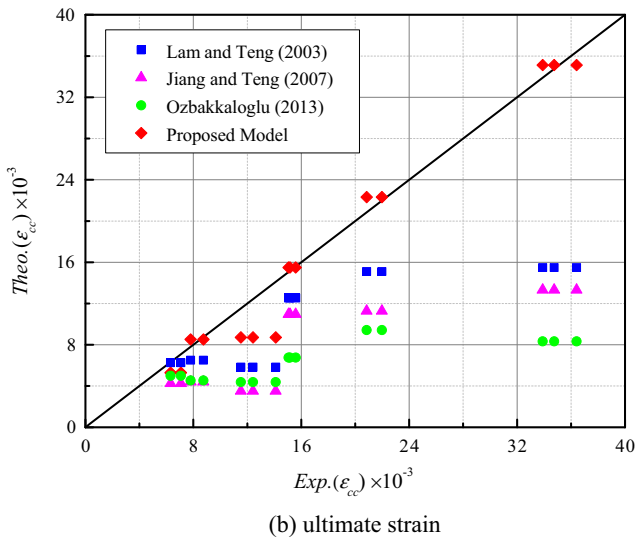 40
32
24
16
8
0
Theo.(ε_cc) ×10⁻³
Lam and Teng (2003)
Jiang and Teng (2007)
Ozbakkaloglu (2013)
Proposed Model
0 8 16 24 32 40
Exp.(ε_cc) ×10⁻³
(b) ultimate strain